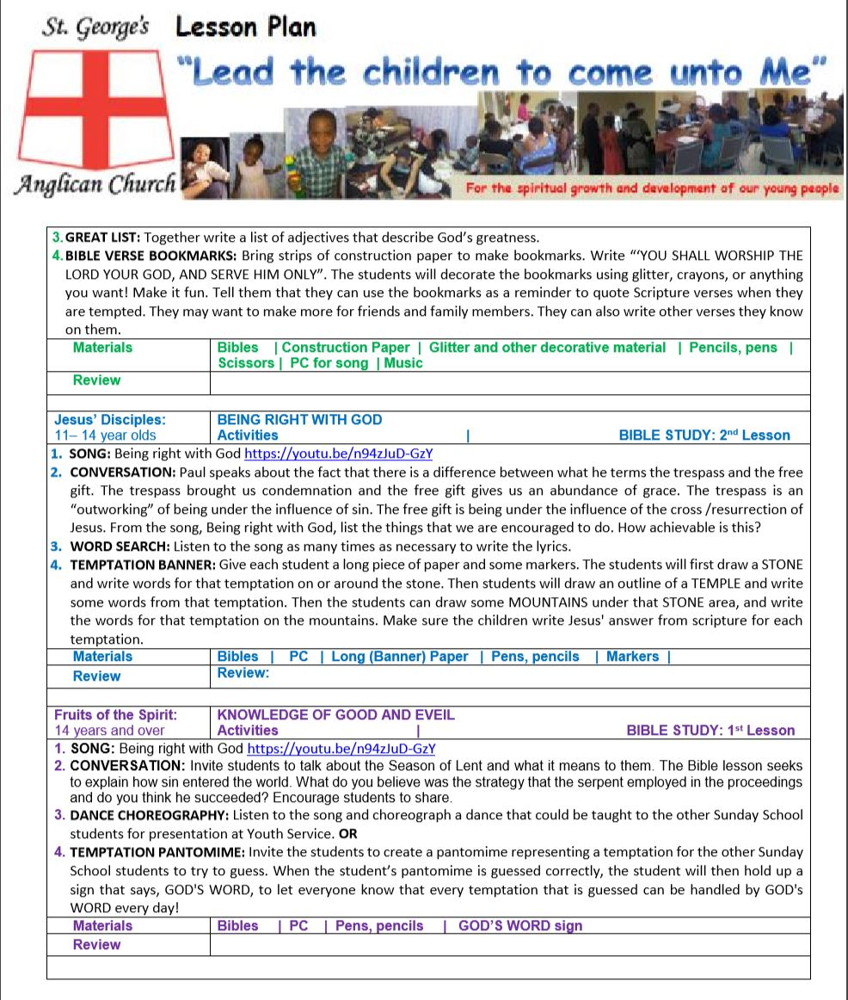 St. George's
Lesson Plan
"Lead the children to come unto Me"
Anglican Church
For the spiritual growth and development of our young people
3. GREAT LIST: Together write a list of adjectives that describe God's greatness.
4. BIBLE VERSE BOOKMARKS: Bring strips of construction paper to make bookmarks. Write "'YOU SHALL WORSHIP THE
LORD YOUR GOD, AND SERVE HIM ONLY". The students will decorate the bookmarks using glitter, crayons, or anything
you want! Make it fun. Tell them that they can use the bookmarks as a reminder to quote Scripture verses when they
are tempted. They may want to make more for friends and family members. They can also write other verses they know
on them.
Materials Bibles | Construction Paper | Glitter and other decorative material | Pencils, pens |
Scissors | PC for song | Music
Review
Jesus' Disciples: BEING RIGHT WITH GOD
11– 14 year olds Activities | BIBLE STUDY: 2nd Lesson
1. SONG: Being right with God https://youtu.be/n94zJuD-GzY
2. CONVERSATION: Paul speaks about the fact that there is a difference between what he terms the trespass and the free
gift. The trespass brought us condemnation and the free gift gives us an abundance of grace. The trespass is an
"outworking" of being under the influence of sin. The free gift is being under the influence of the cross /resurrection of
Jesus. From the song, Being right with God, list the things that we are encouraged to do. How achievable is this?
3. WORD SEARCH: Listen to the song as many times as necessary to write the lyrics.
4. TEMPTATION BANNER: Give each student a long piece of paper and some markers. The students will first draw a STONE
and write words for that temptation on or around the stone. Then students will draw an outline of a TEMPLE and write
some words from that temptation. Then the students can draw some MOUNTAINS under that STONE area, and write
the words for that temptation on the mountains. Make sure the children write Jesus' answer from scripture for each
temptation.
Materials Bibles | PC | Long (Banner) Paper | Pens, pencils | Markers |
Review Review:
Fruits of the Spirit: KNOWLEDGE OF GOOD AND EVEIL
14 years and over Activities | BIBLE STUDY: 1st Lesson
1. SONG: Being right with God https://youtu.be/n94zJuD-GzY
2. CONVERSATION: Invite students to talk about the Season of Lent and what it means to them. The Bible lesson seeks
to explain how sin entered the world. What do you believe was the strategy that the serpent employed in the proceedings
and do you think he succeeded? Encourage students to share.
3. DANCE CHOREOGRAPHY: Listen to the song and choreograph a dance that could be taught to the other Sunday School
students for presentation at Youth Service. OR
4. TEMPTATION PANTOMIME: Invite the students to create a pantomime representing a temptation for the other Sunday
School students to try to guess. When the student's pantomime is guessed correctly, the student will then hold up a
sign that says, GOD'S WORD, to let everyone know that every temptation that is guessed can be handled by GOD's
WORD every day!
Materials Bibles | PC | Pens, pencils | GOD'S WORD sign
Review